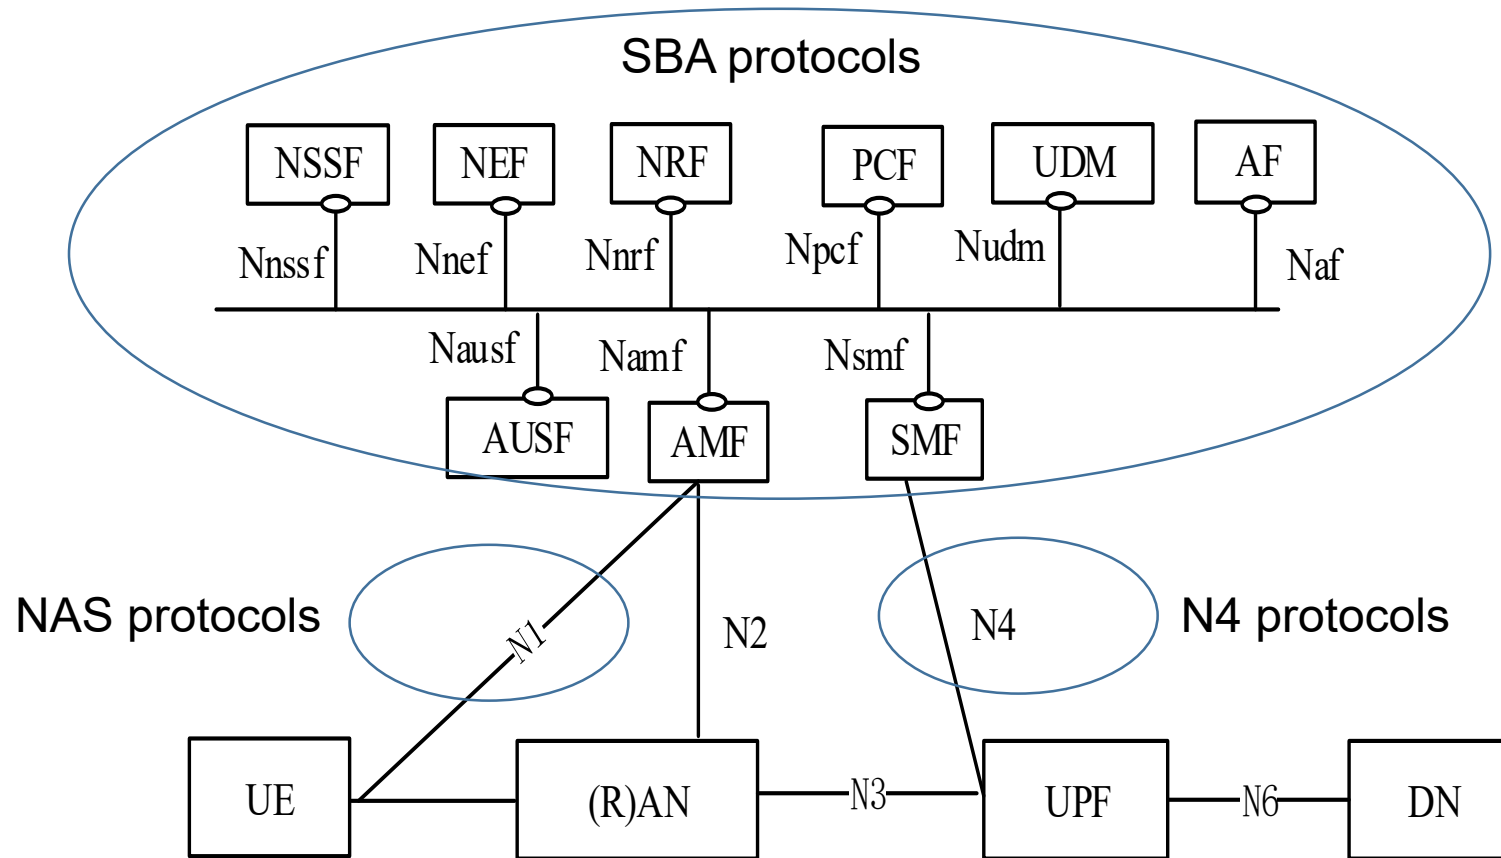 SBA protocols
NSSF
NEF
NRF
PCF
UDM
AF
Nnssf
Nnef
Nnrf
Npcf
Nudm
Naf
Nausf
Namf
Nsmf
AUSF
AMF
SMF
NAS protocols
N1
N2
N4
N4 protocols
UE
(R)AN
N3
UPF
N6
DN